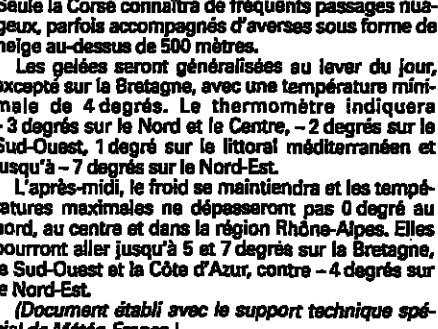 Seule la Corse connaîtra de fréquents passages nua-
geux, parfois accompagnés d'averses sous forme de
neige au-dessus de 500 mètres.
Les gelées seront généralisées au lever du jour,
excepté sur la Bretagne, avec une température mini-
male de 4 degrés. Le thermomètre indiquera
- 3 degrés sur le Nord et le Centre, – 2 degrés sur le
Sud-Ouest, 1 degré sur le littoral méditerranéen et
jusqu'à – 7 degrés sur le Nord-Est.
L'après-midi, le froid se maintiendra et les tempé-
ratures maximales ne dépasseront pas 0 degré au
nord, au centre et dans la région Rhône-Alpes. Elles
pourront aller jusqu'à 5 et 7 degrés sur la Bretagne,
le Sud-Ouest et la Côte d'Azur, contre – 4 degrés sur
le Nord-Est.
(Document établi avec le support technique spé-
cial de Météo-France.)